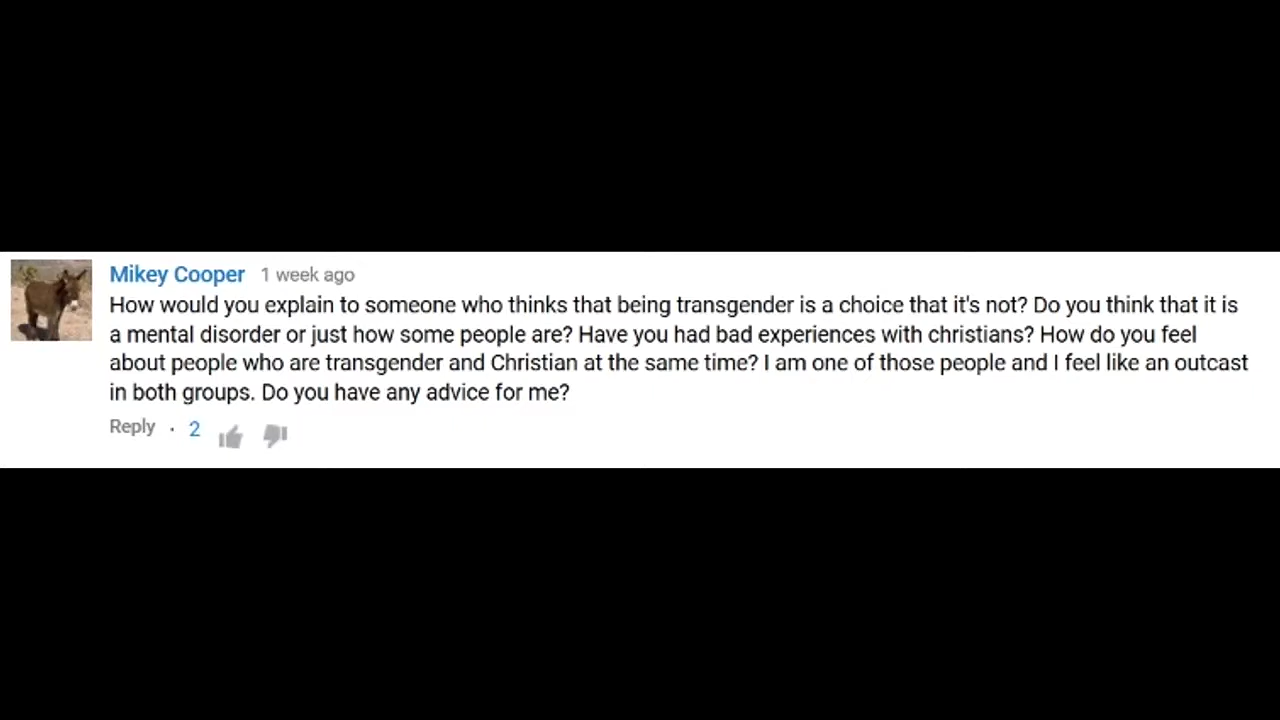 Mikey Cooper 1 week ago
How would you explain to someone who thinks that being transgender is a choice that it's not? Do you think that it is
a mental disorder or just how some people are? Have you had bad experiences with christians? How do you feel
about people who are transgender and Christian at the same time? I am one of those people and I feel like an outcast
in both groups. Do you have any advice for me?
Reply · 2